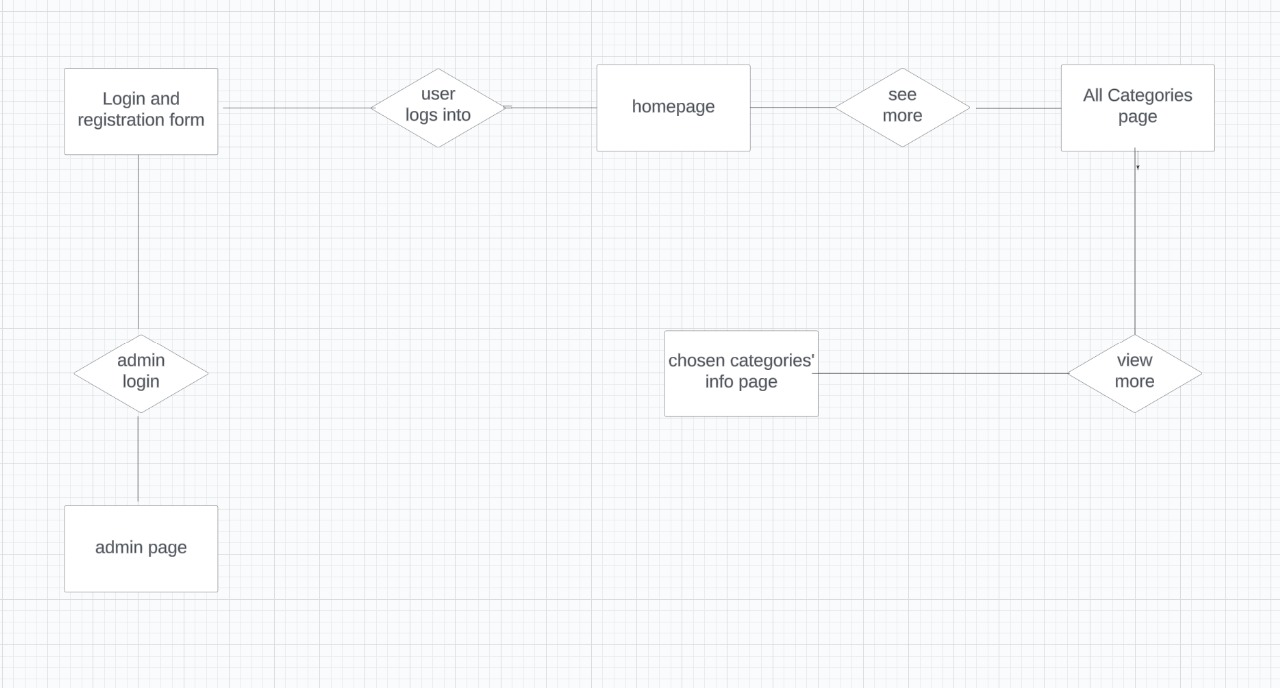 Login and
registration form
user
logs into
homepage
see
more
All Categories
page
admin
login
chosen categories'
info page
view
more
admin page